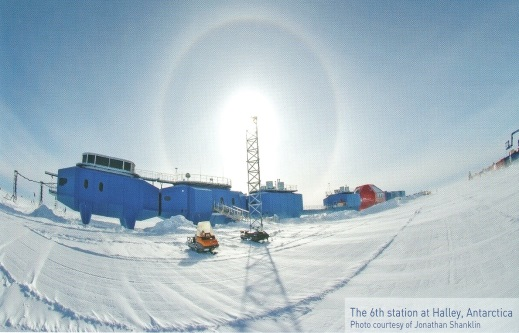 The 6th station at Halley, Antarctica
Photo courtesy of Jonathan Shanklin